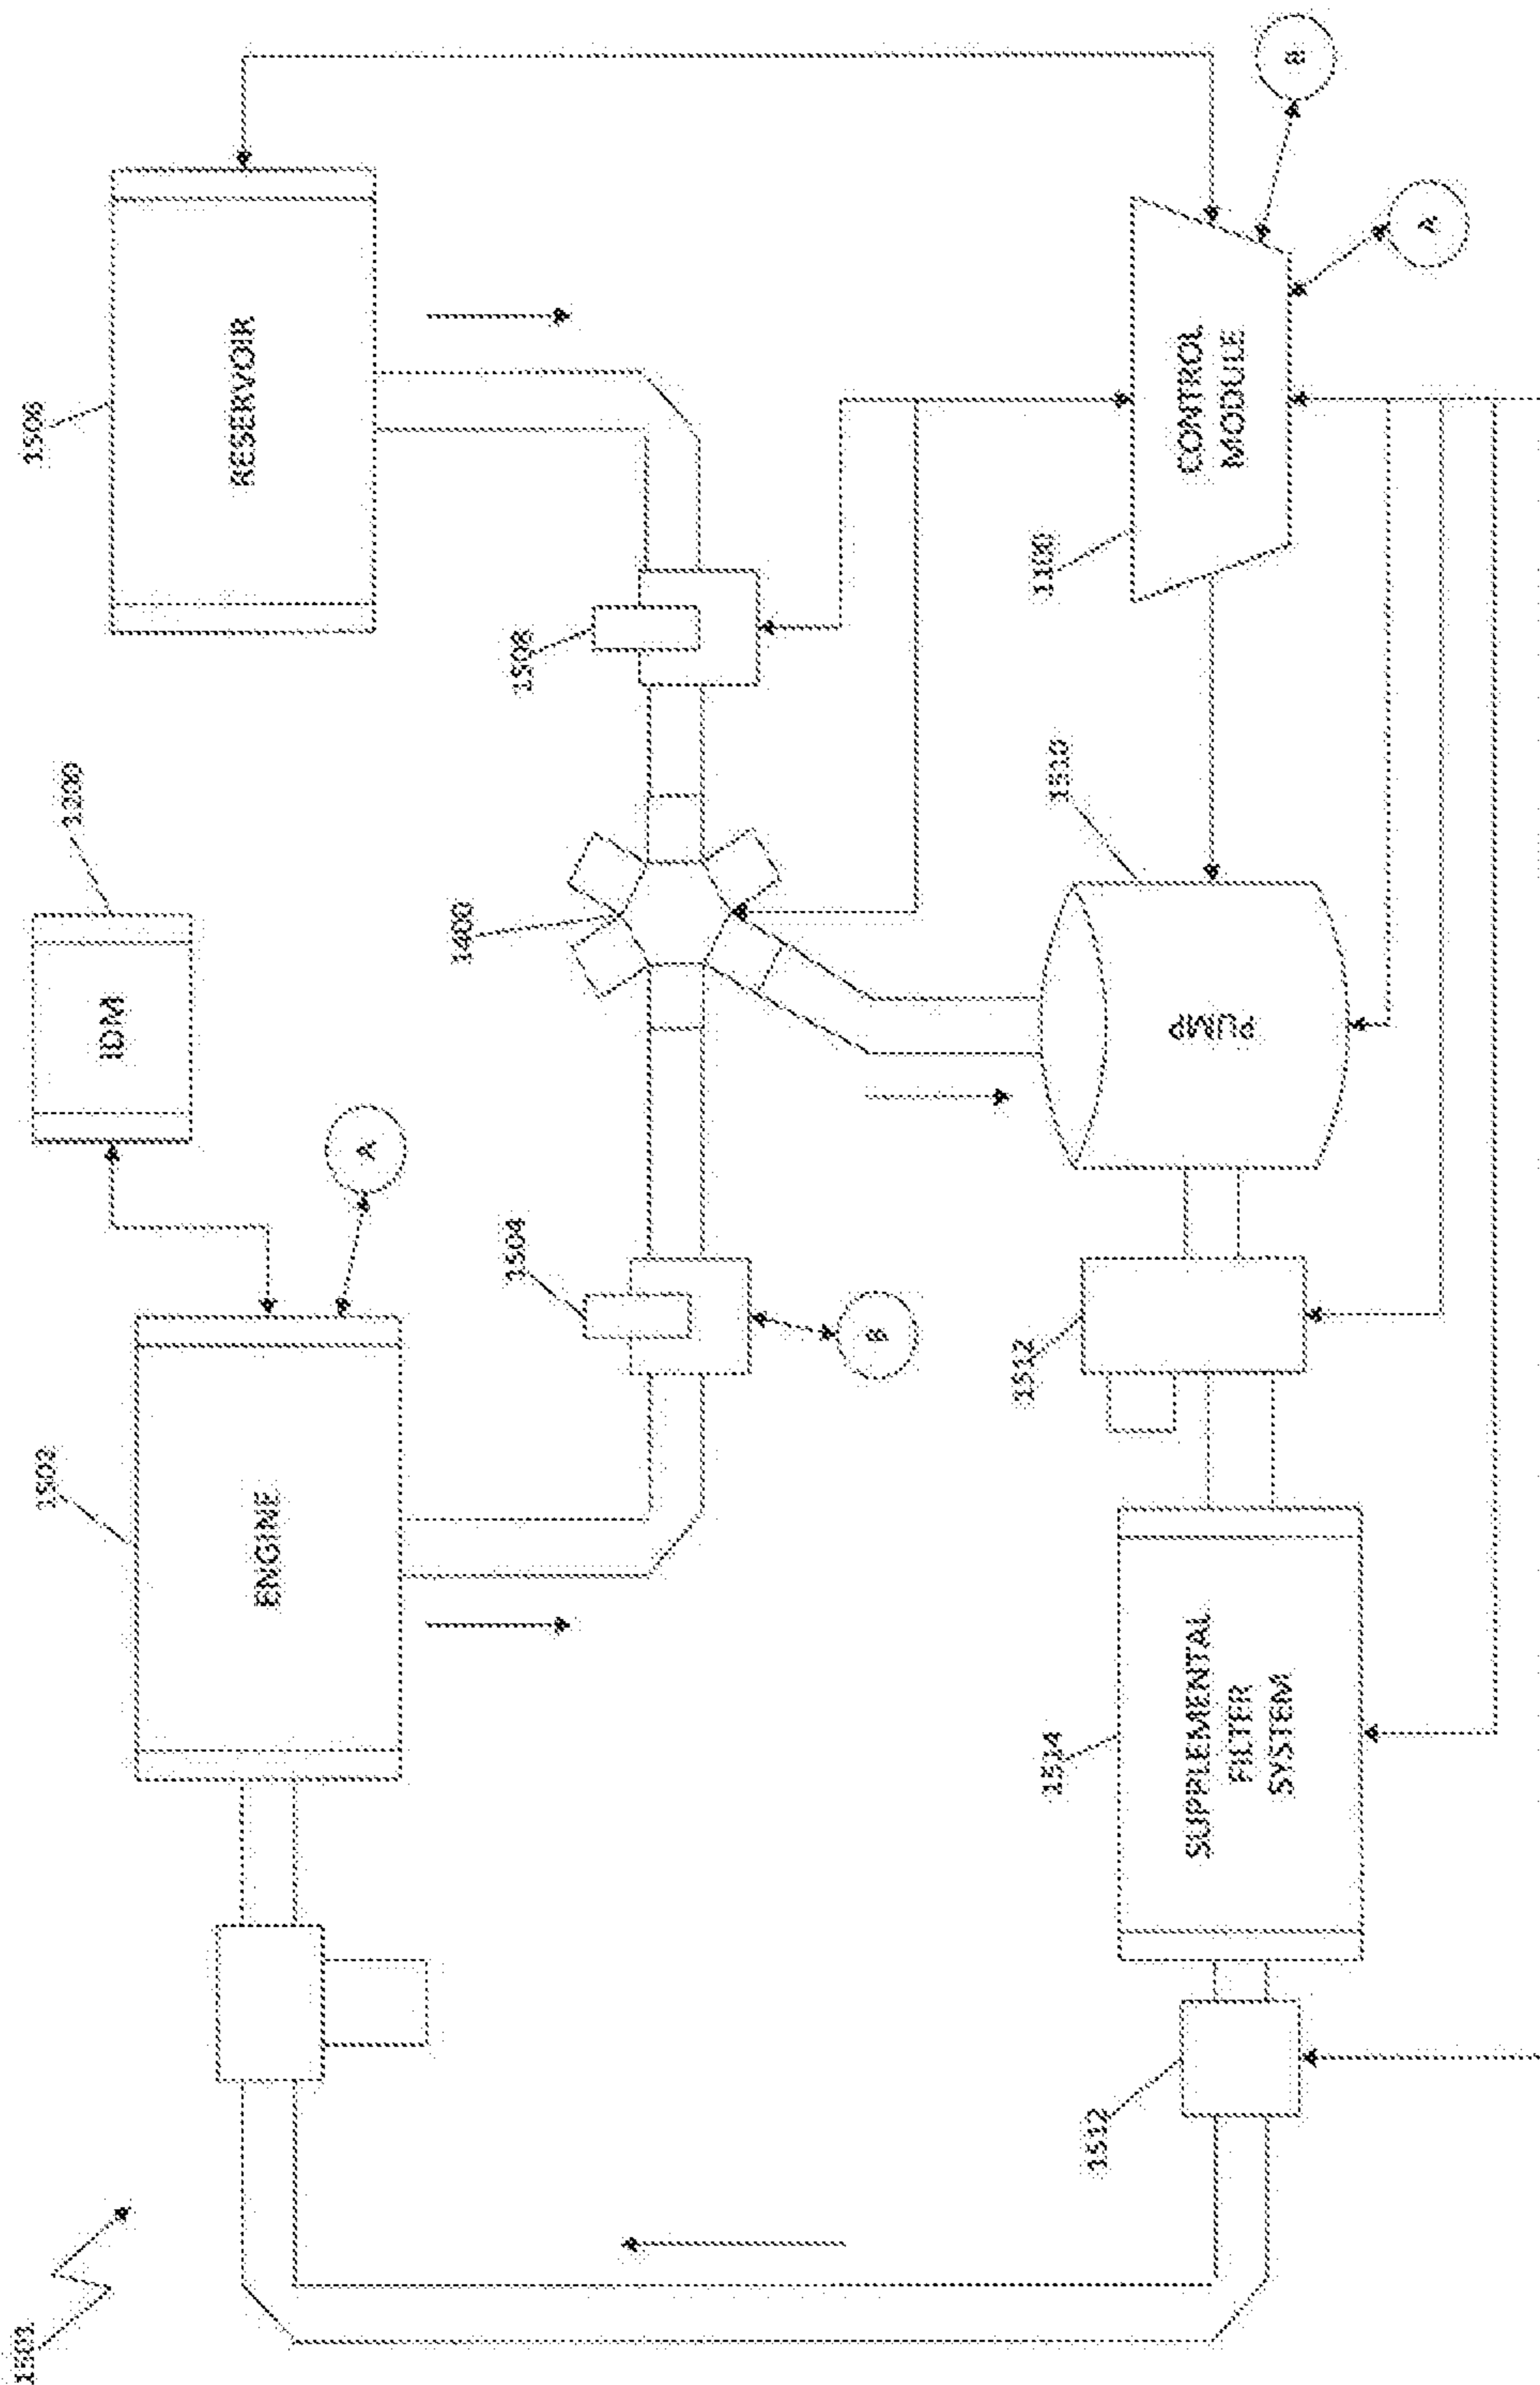 1501
1502
1200
1506
IDM
ENGINE
RESERVOIR
A
1400
1504
1508
B
1512
1514
1512
1510
1100
SUPPLEMENTAL
FILTER
SYSTEM
PUMP
CONTROL
MODULE
B
A